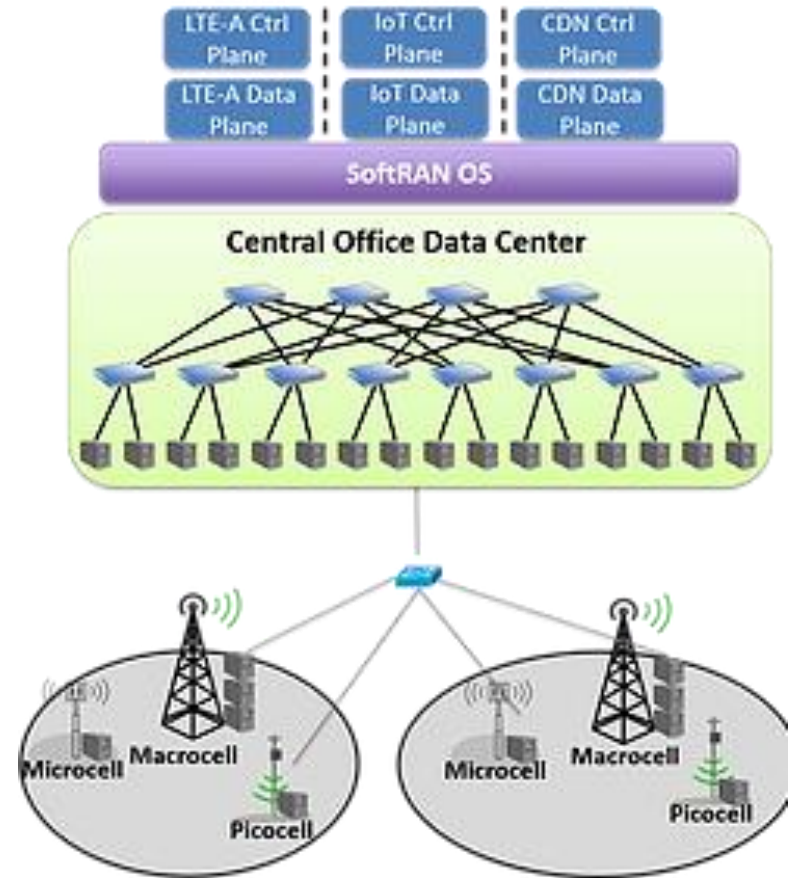 LTE-A Ctrl
Plane
IoT Ctrl
Plane
CDN Ctrl
Plane
LTE-A Data
Plane
IoT Data
Plane
CDN Data
Plane
SoftRAN OS
Central Office Data Center
Microcell
Macrocell
Picocell
Microcell
Macrocell
Picocell